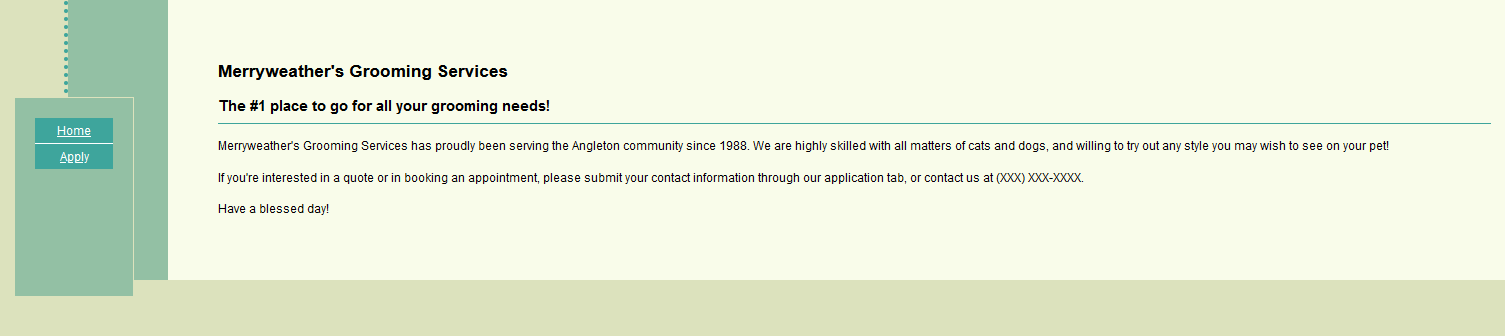 Merryweather's Grooming Services
The #1 place to go for all your grooming needs!
Home
Apply
Merryweather's Grooming Services has proudly been serving the Angleton community since 1988. We are highly skilled with all matters of cats and dogs, and willing to try out any style you may wish to see on your pet!
If you're interested in a quote or in booking an appointment, please submit your contact information through our application tab, or contact us at (XXX) XXX-XXXX.
Have a blessed day!